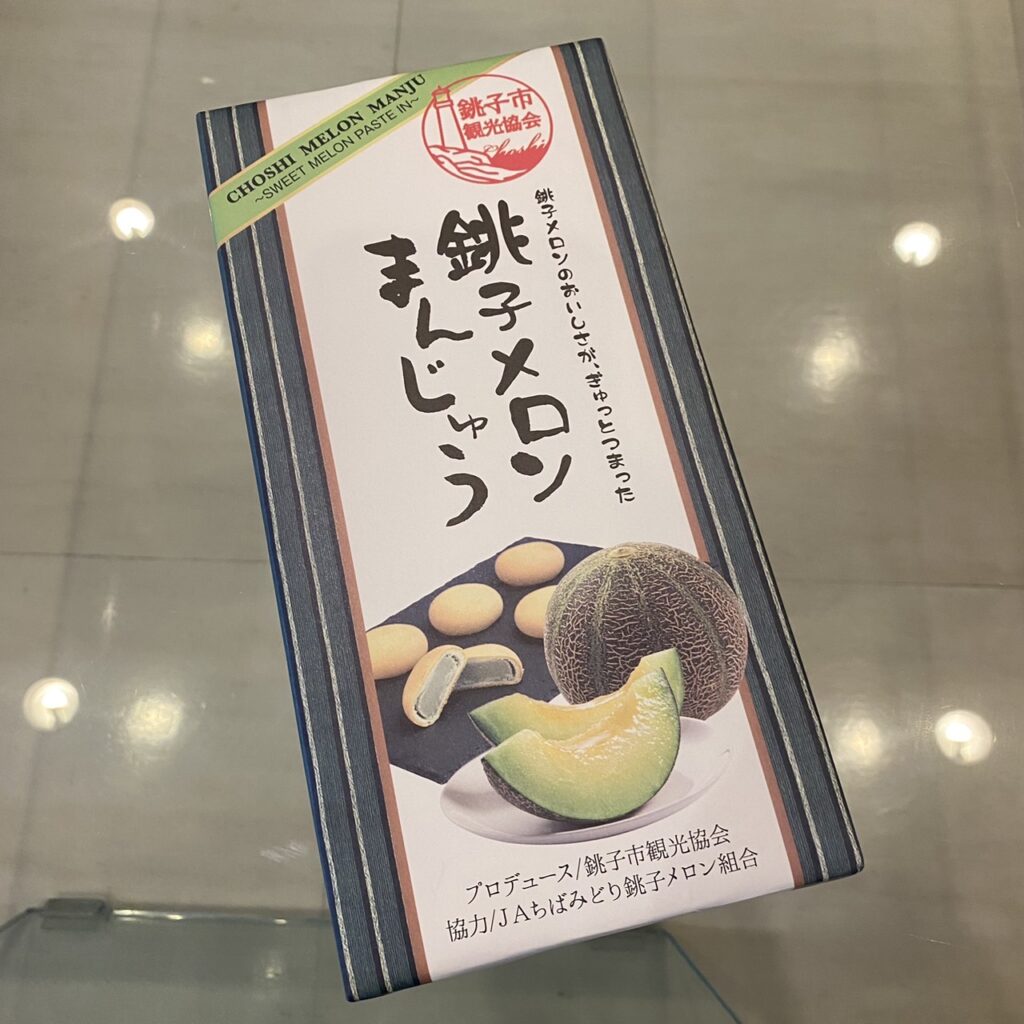 CHOSHI MELON MANJU
~SWEET MELON PASTE IN~
銚子市
観光協会
Choshi
銚子メロンのおいしさが、ぎゅっとつまった
銚子メロン
まんじゅう
プロデュース/銚子市観光協会
協力/JAちばみどり銚子メロン組合